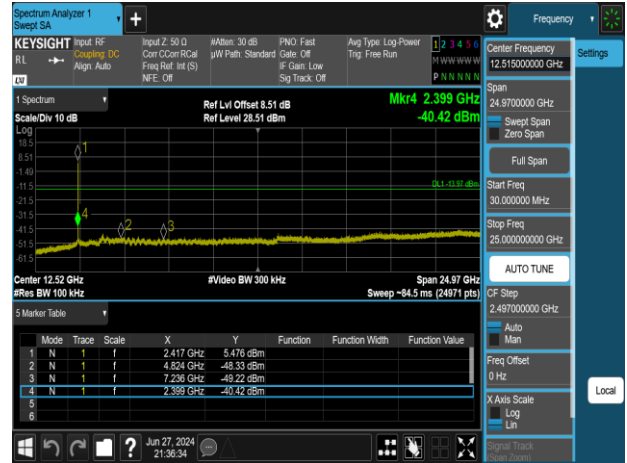 Spectrum Analyzer 1
Swept SA
Frequency
KEYSIGHT
RL
LXI
Input: RF
Coupling: DC
Align: Auto
Input Z: 50 Ω
Corr CCorr RCal
Freq Ref: Int (S)
NFE: Off
#Atten: 30 dB
µW Path: Standard
PNO: Fast
Gate: Off
IF Gain: Low
Sig Track: Off
Avg Type: Log-Power
Trig: Free Run
1 2 3 4 5 6
M W W W W W
P N N N N N
Center Frequency
12.515000000 GHz
Settings
Span
24.9700000 GHz
Swept Span
Zero Span
Full Span
Start Freq
30.000000 MHz
Stop Freq
25.000000000 GHz
AUTO TUNE
CF Step
2.497000000 GHz
Auto
Man
Freq Offset
0 Hz
X Axis Scale
Log
Lin
Signal Track
(Span Zoom)
Local
1 Spectrum
Scale/Div 10 dB
Log
Ref Lvl Offset 8.51 dB
Ref Level 28.51 dBm
Mkr4 2.399 GHz
-40.42 dBm
18.5
8.51
-1.49
-11.5
-21.5
-31.5
-41.5
-51.5
-61.5
DL1 -13.97 dBm
1
2
3
4
Center 12.52 GHz
#Res BW 100 kHz
#Video BW 300 kHz
Span 24.97 GHz
Sweep ~84.5 ms (24971 pts)
5 Marker Table
Mode Trace Scale X Y Function Function Width Function Value
1 N 1 f 2.417 GHz 5.476 dBm
2 N 1 f 4.824 GHz -48.33 dBm
3 N 1 f 7.236 GHz -49.22 dBm
4 N 1 f 2.399 GHz -40.42 dBm
5
6
?
Jun 27, 2024
21:36:34